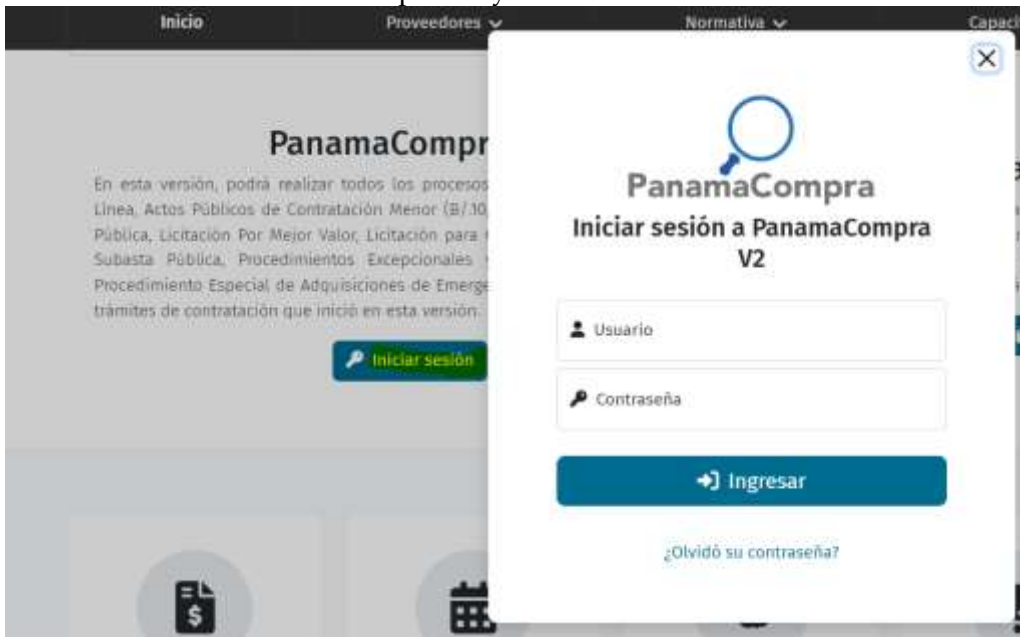 Inicio
Proveedores
Normativa
PanamaCompr
En esta versión, podrá realizar todos los procesos
Línea, Actos Públicos de Contratación Menor (B/.10,
Pública, Licitación Por Mejor Valor, Licitación para
Subasta Pública, Procedimientos Excepcionales
Procedimiento Especial de Adquisiciones de Emerge
trámites de contratación que inició en esta versión.
Iniciar sesión
PanamaCompra
Iniciar sesión a PanamaCompra
V2
Usuario
Contraseña
Ingresar
¿Olvidó su contraseña?